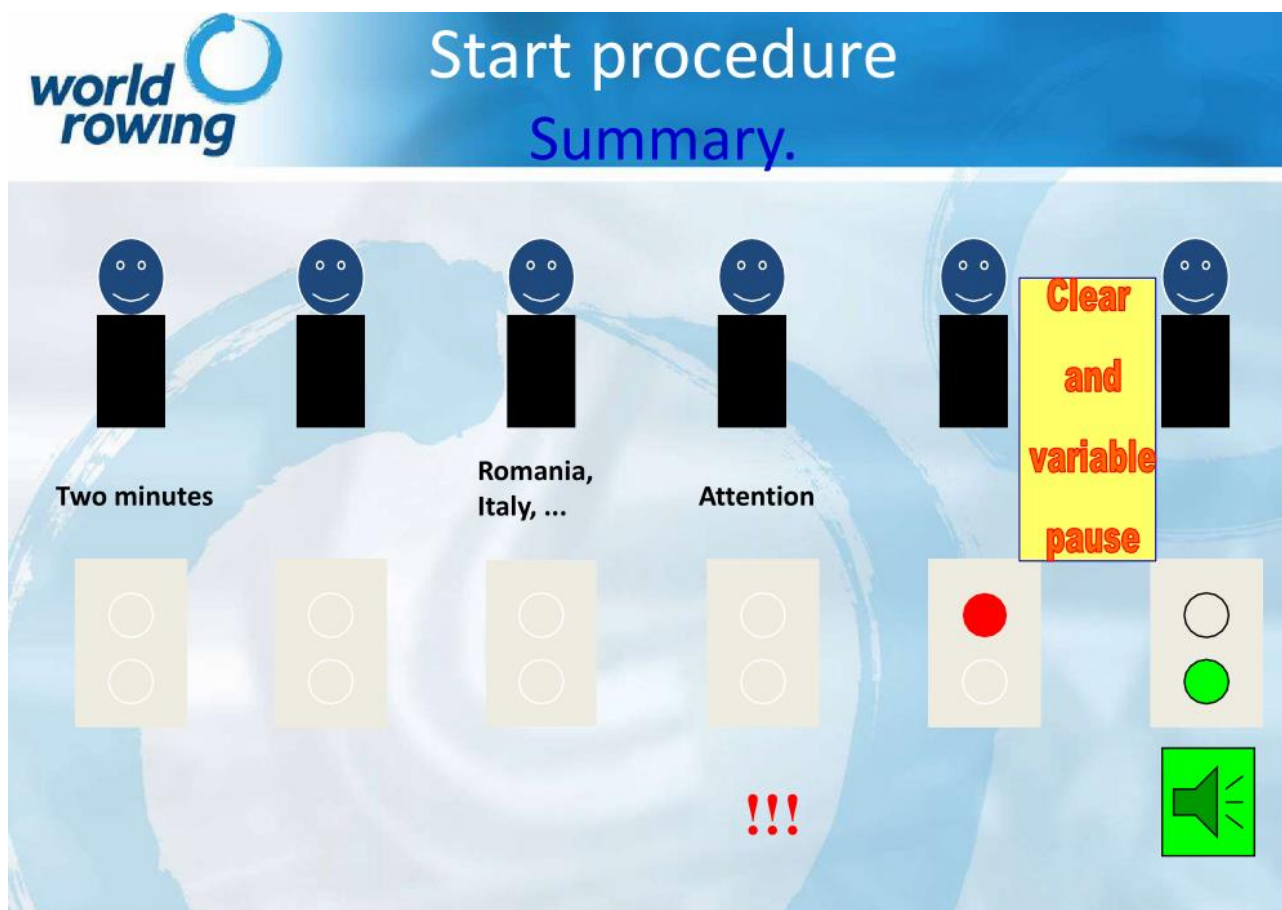 world
rowing
Start procedure
Summary.
Two minutes
Romania,
Italy, ...
Attention
Clear
and
variable
pause
!!!